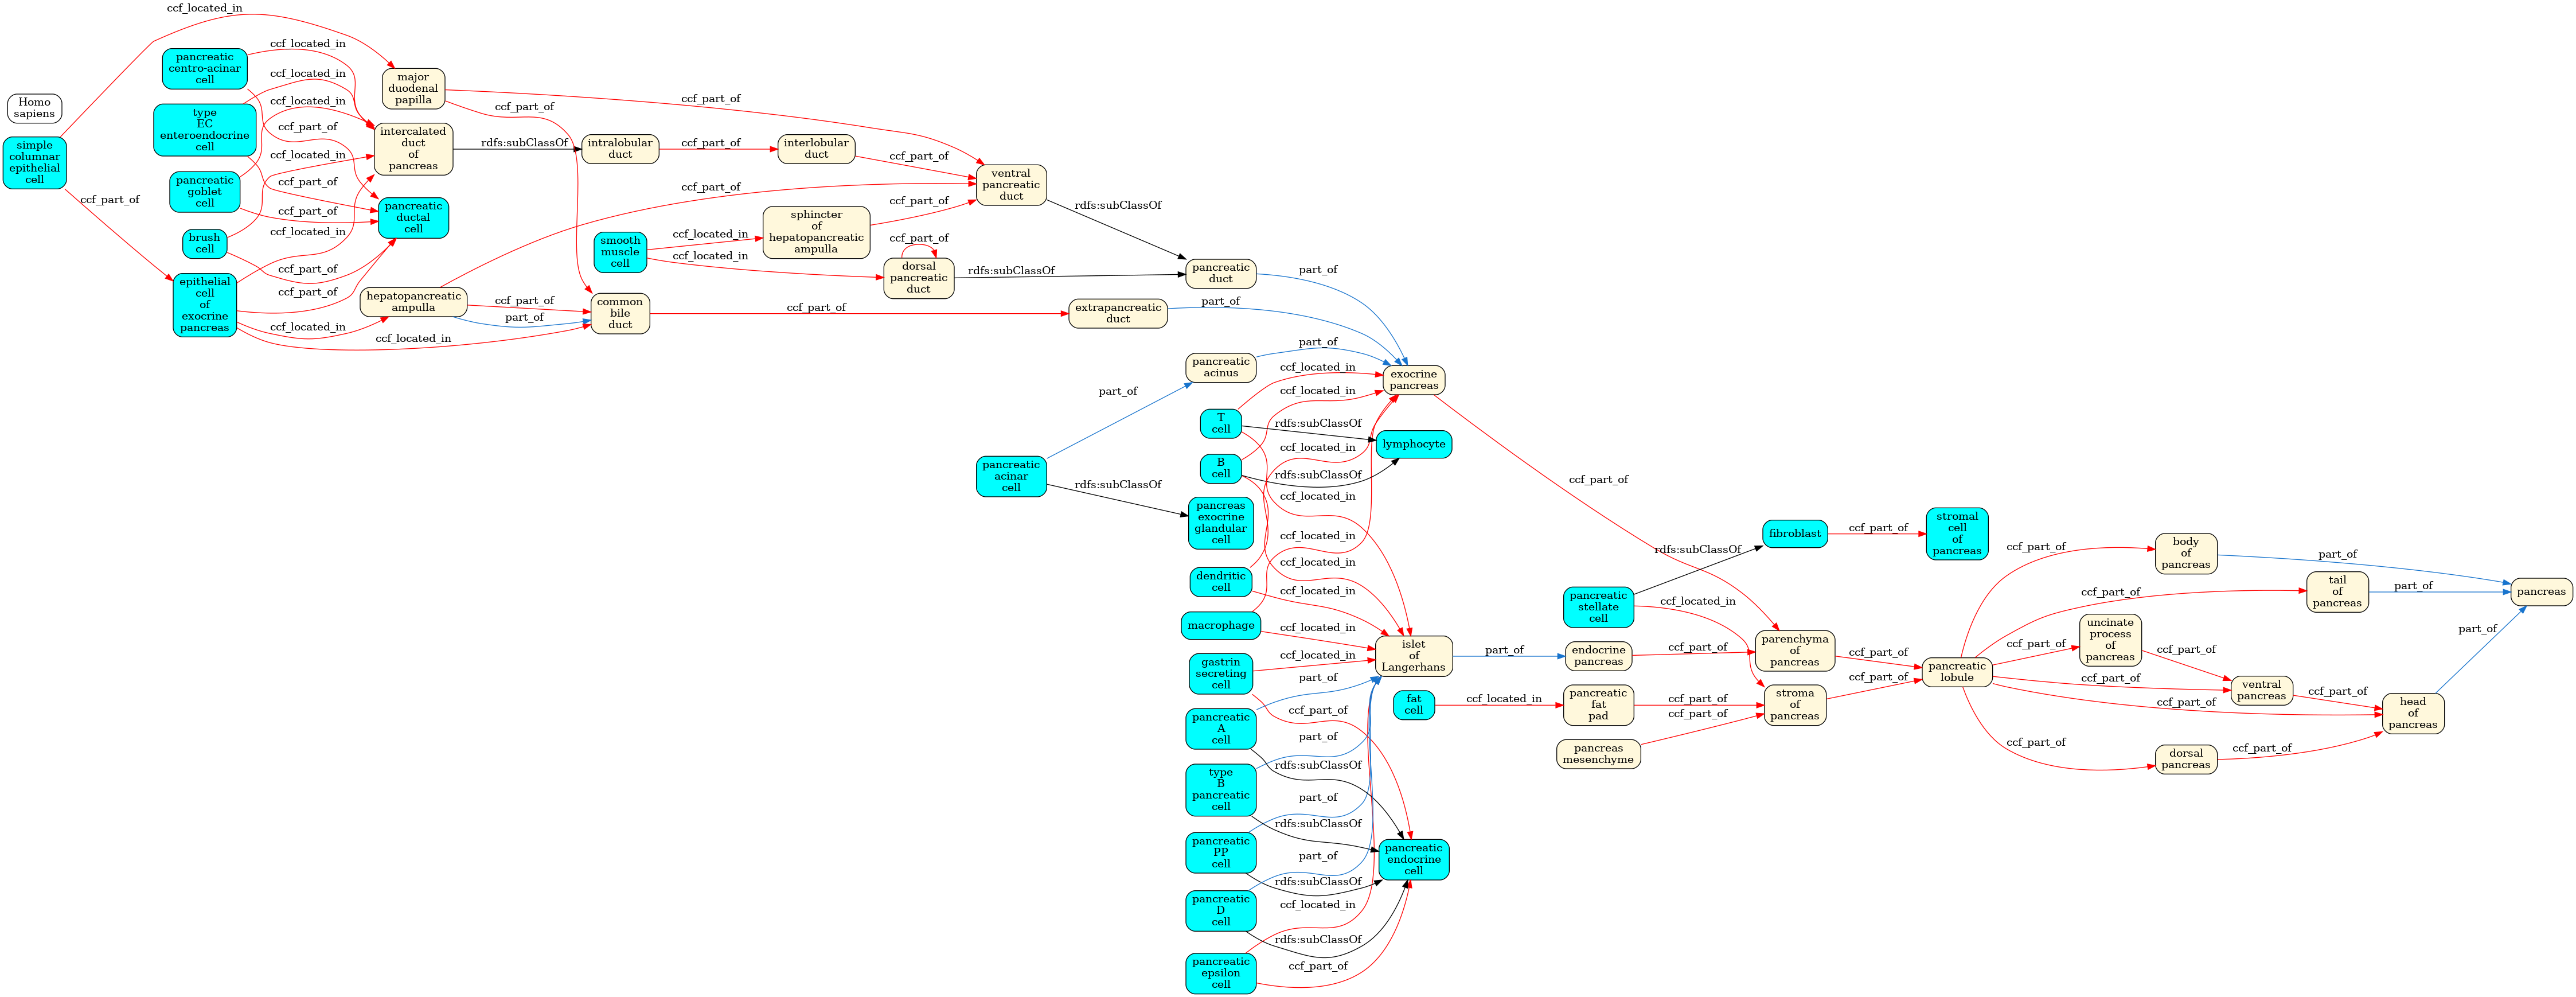 ccf_located_in
pancreatic
centro-acinar
cell
ccf_located_in
major
duodenal
papilla
Homo
sapiens
type
EC
enteroendocrine
cell
ccf_located_in
ccf_located_in
ccf_part_of
ccf_part_of
ccf_part_of
simple
columnar
epithelial
cell
intercalated
duct
of
pancreas
rdfs:subClassOf
intralobular
duct
ccf_part_of
interlobular
duct
ccf_part_of
ccf_located_in
ccf_part_of
pancreatic
goblet
cell
ccf_part_of
ccf_part_of
pancreatic
ductal
cell
ventral
pancreatic
duct
ccf_part_of
ccf_part_of
rdfs:subClassOf
brush
cell
ccf_located_in
ccf_part_of
smooth
muscle
cell
ccf_located_in
ccf_located_in
sphincter
of
hepatopancreatic
ampulla
ccf_part_of
dorsal
pancreatic
duct
rdfs:subClassOf
pancreatic
duct
part_of
epithelial
cell
of
exocrine
pancreas
ccf_part_of
ccf_located_in
ccf_located_in
hepatopancreatic
ampulla
ccf_part_of
part_of
common
bile
duct
ccf_part_of
extrapancreatic
duct
part_of
pancreatic
acinus
part_of
part_of
exocrine
pancreas
pancreatic
acinar
cell
rdfs:subClassOf
pancreas
exocrine
glandular
cell
T
cell
ccf_located_in
ccf_located_in
rdfs:subClassOf
lymphocyte
B
cell
ccf_located_in
rdfs:subClassOf
ccf_located_in
ccf_located_in
ccf_located_in
ccf_located_in
dendritic
cell
macrophage
ccf_located_in
ccf_located_in
gastrin
secreting
cell
islet
of
Langerhans
part_of
endocrine
pancreas
ccf_part_of
ccf_part_of
pancreatic
stellate
cell
rdfs:subClassOf
ccf_located_in
fibroblast
ccf_part_of
stromal
cell
of
pancreas
parenchyma
of
pancreas
ccf_part_of
fat
cell
ccf_located_in
pancreatic
fat
pad
ccf_part_of
ccf_part_of
pancreas
mesenchyme
stroma
of
pancreas
ccf_part_of
pancreatic
lobule
ccf_part_of
body
of
pancreas
part_of
ccf_part_of
tail
of
pancreas
part_of
pancreas
ccf_part_of
uncinate
process
of
pancreas
ccf_part_of
ccf_part_of
ventral
pancreas
ccf_part_of
ccf_part_of
head
of
pancreas
part_of
ccf_part_of
dorsal
pancreas
ccf_part_of
part_of
ccf_part_of
pancreatic
A
cell
part_of
rdfs:subClassOf
type
B
pancreatic
cell
part_of
rdfs:subClassOf
pancreatic
PP
cell
part_of
rdfs:subClassOf
pancreatic
endocrine
cell
pancreatic
D
cell
ccf_located_in
rdfs:subClassOf
pancreatic
epsilon
cell
ccf_part_of